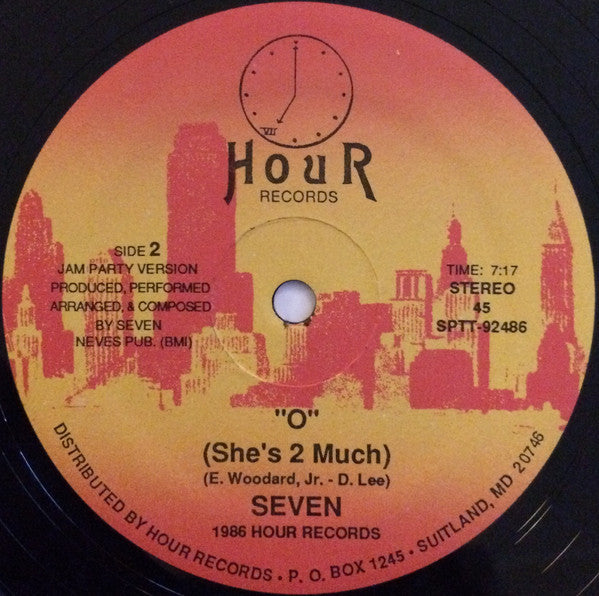 VII
HouR
RECORDS
SIDE 2
JAM PARTY VERSION
PRODUCED, PERFORMED
ARRANGED, & COMPOSED
BY SEVEN
NEVES PUB. (BMI)
TIME: 7:17
STEREO
45
SPTT-92486
"O"
(She's 2 Much)
(E. Woodard, Jr. - D. Lee)
SEVEN
1986 HOUR RECORDS
DISTRIBUTED BY HOUR RECORDS • P. O. BOX 1245 • SUITLAND, MD 20746